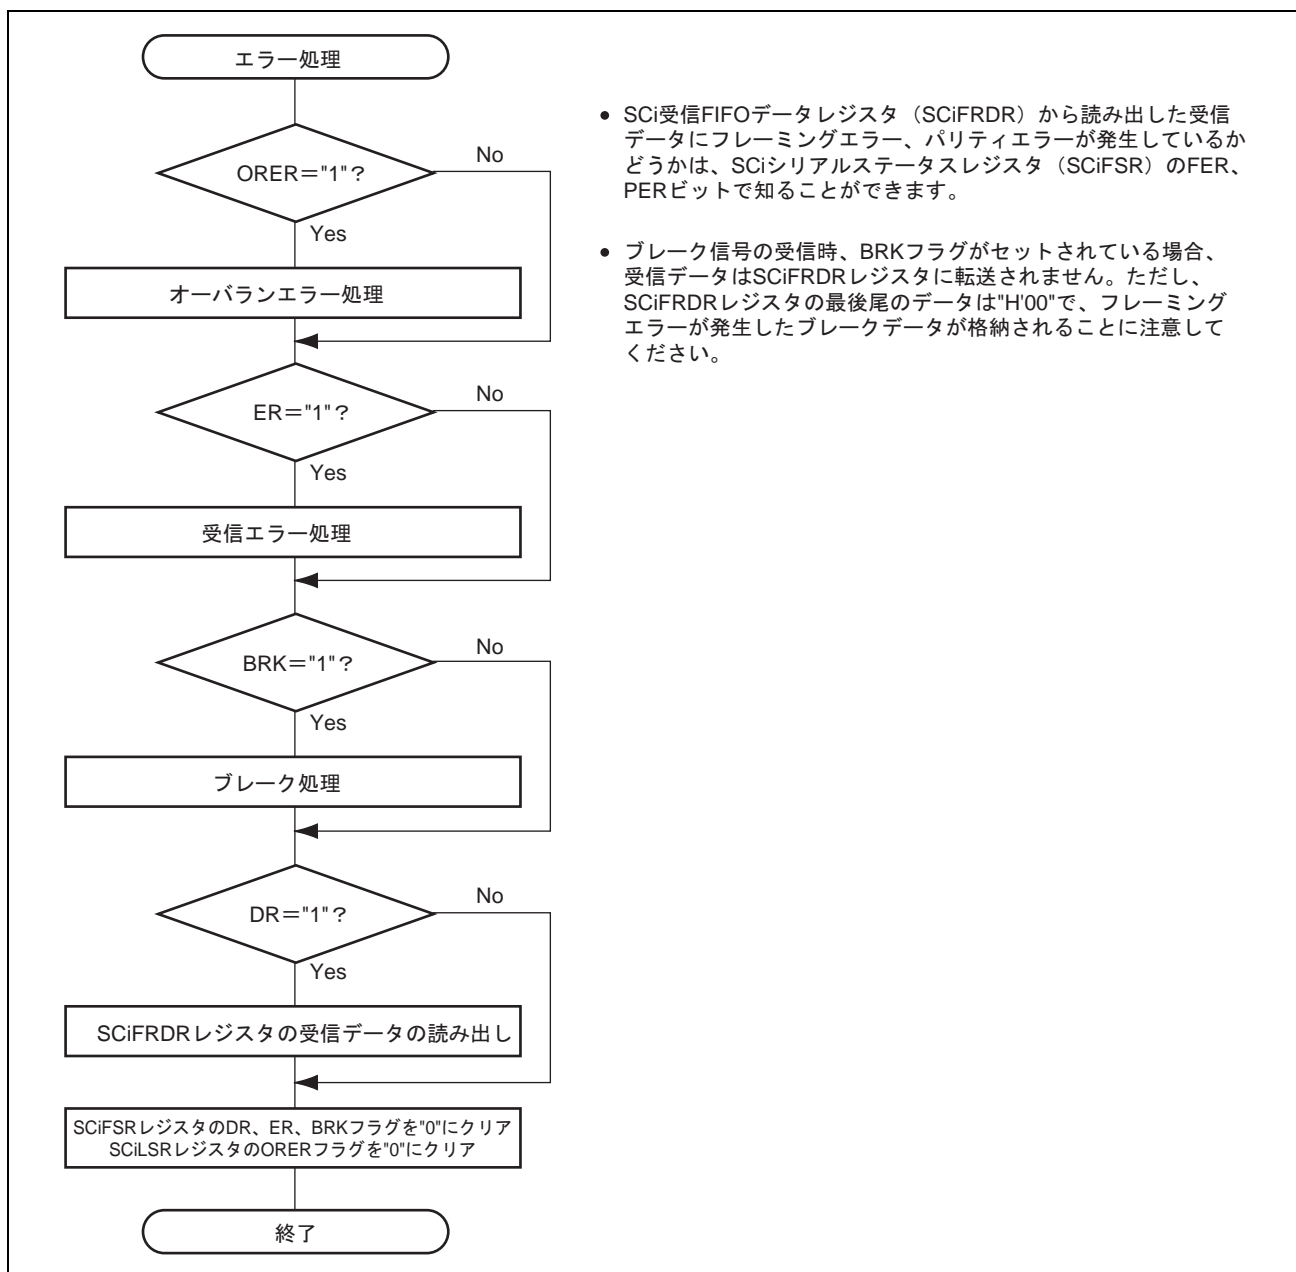 エラー処理
ORER＝"1"？
No
Yes
オーバランエラー処理
ER＝"1"？
No
Yes
受信エラー処理
BRK＝"1"？
No
Yes
ブレーク処理
DR＝"1"？
No
Yes
SCiFRDRレジスタの受信データの読み出し
SCiFSRレジスタのDR、ER、BRKフラグを"0"にクリア
SCiLSRレジスタのORERフラグを"0"にクリア
終了
● SCi受信FIFOデータレジスタ（SCiFRDR）から読み出した受信
データにフレーミングエラー、パリティエラーが発生しているか
どうかは、SCiシリアルステータスレジスタ（SCiFSR）のFER、
PERビットで知ることができます。
● ブレーク信号の受信時、BRKフラグがセットされている場合、
受信データはSCiFRDRレジスタに転送されません。ただし、
SCiFRDRレジスタの最後尾のデータは"H'00"で、フレーミング
エラーが発生したブレークデータが格納されることに注意して
ください。